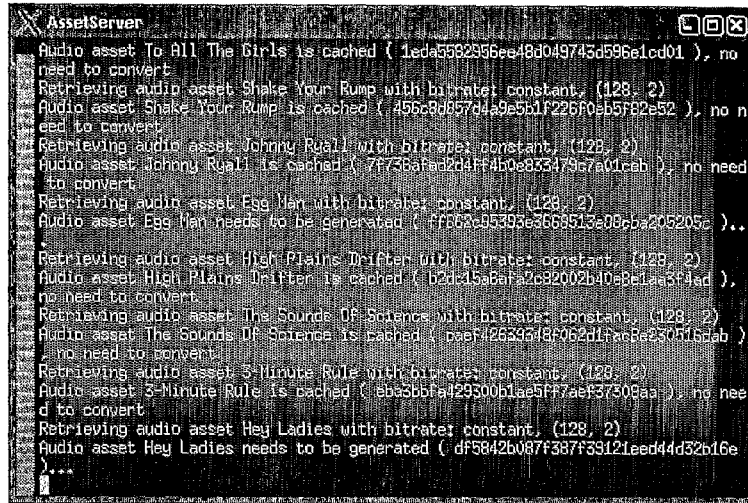 AssetServer
Audio asset To All The Girls is cached ( ), no
need to convert
Retrieving audio asset Shake Your Rump with bitrate: constant, (128, 2)
Audio asset Shake Your Rump is cached ( ), no n
eed to convert
Retrieving audio asset Johnny Ryall with bitrate: constant, (128, 2)
Audio asset Johnny Ryall is cached ( ), no need
to convert
Retrieving audio asset Egg Man with bitrate: constant, (128, 2)
Audio asset Egg Man needs to be generated ( )..
.
Retrieving audio asset High Plains Drifter with bitrate: constant, (128, 2)
Audio asset High Plains Drifter is cached ( ),
no need to convert
Retrieving audio asset The Sounds Of Science with bitrate: constant, (128, 2)
Audio asset The Sounds Of Science is cached ( )
, no need to convert
Retrieving audio asset 3-Minute Rule with bitrate: constant, (128, 2)
Audio asset 3-Minute Rule is cached ( ), no nee
d to convert
Retrieving audio asset Hey Ladies with bitrate: constant, (128, 2)
Audio asset Hey Ladies needs to be generated ( df5842b087f387f39121eed44d32b16e
)...